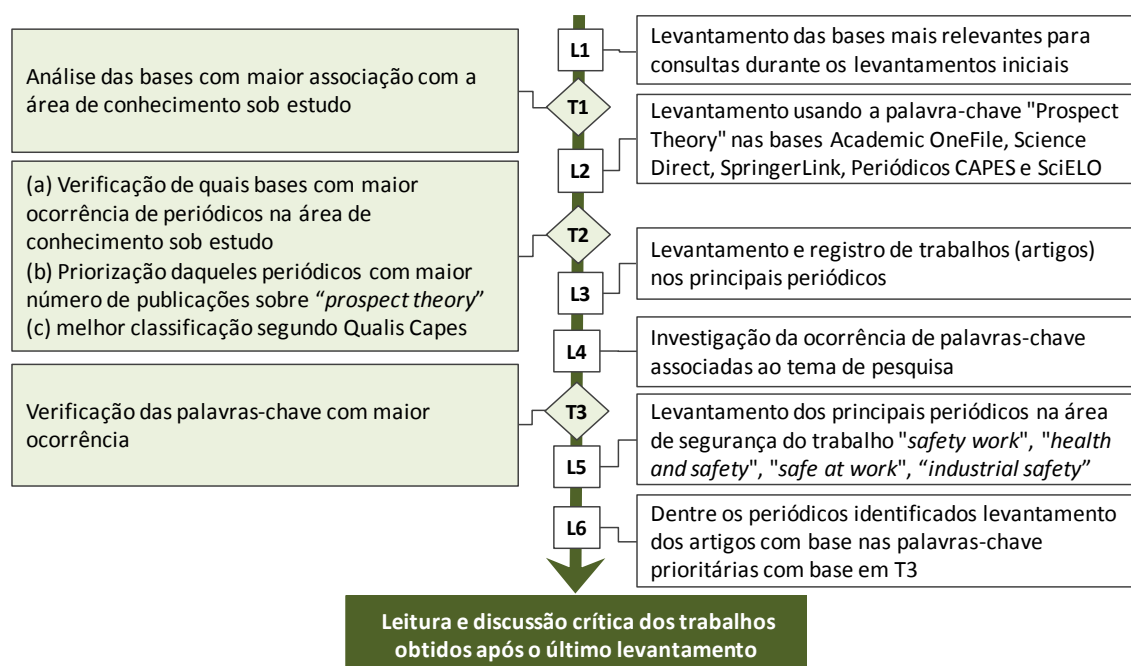 L1
Levantamento das bases mais relevantes para
consultas durante os levantamentos iniciais
Análise das bases com maior associação com a
área de conhecimento sob estudo
T1
L2
Levantamento usando a palavra-chave "Prospect
Theory" nas bases Academic OneFile, Science
Direct, SpringerLink, Periódicos CAPES e SciELO
(a) Verificação de quais bases com maior
ocorrência de periódicos na área de
conhecimento sob estudo
(b) Priorização daqueles periódicos com maior
número de publicações sobre “prospect theory”
(c) melhor classificação segundo Qualis Capes
T2
L3
Levantamento e registro de trabalhos (artigos)
nos principais periódicos
L4
Investigação da ocorrência de palavras-chave
associadas ao tema de pesquisa
Verificação das palavras-chave com maior
ocorrência
T3
L5
Levantamento dos principais periódicos na área
de segurança do trabalho "safety work", "health
and safety", "safe at work", “industrial safety”
L6
Dentre os periódicos identificados levantamento
dos artigos com base nas palavras-chave
prioritárias com base em T3
Leitura e discussão crítica dos trabalhos
obtidos após o último levantamento